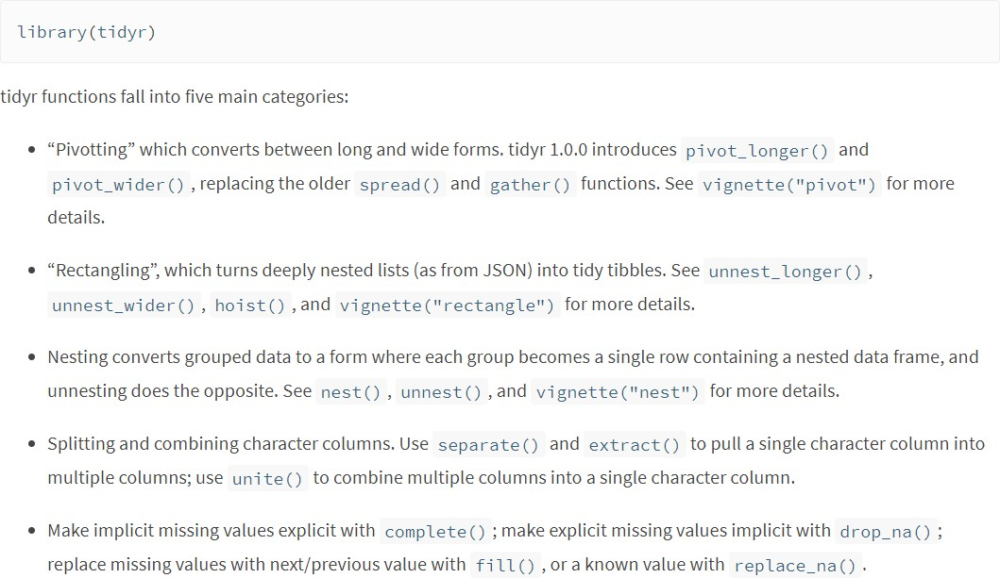 library(tidyr)
tidyr functions fall into five main categories:
• “Pivotting” which converts between long and wide forms. tidyr 1.0.0 introduces pivot_longer() and
pivot_wider(), replacing the older spread() and gather() functions. See vignette("pivot") for more
details.
• “Rectangling”, which turns deeply nested lists (as from JSON) into tidy tibbles. See unnest_longer(),
unnest_wider(), hoist(), and vignette("rectangle") for more details.
• Nesting converts grouped data to a form where each group becomes a single row containing a nested data frame, and
unnesting does the opposite. See nest(), unnest(), and vignette("nest") for more details.
• Splitting and combining character columns. Use separate() and extract() to pull a single character column into
multiple columns; use unite() to combine multiple columns into a single character column.
• Make implicit missing values explicit with complete(); make explicit missing values implicit with drop_na();
replace missing values with next/previous value with fill(), or a known value with replace_na().